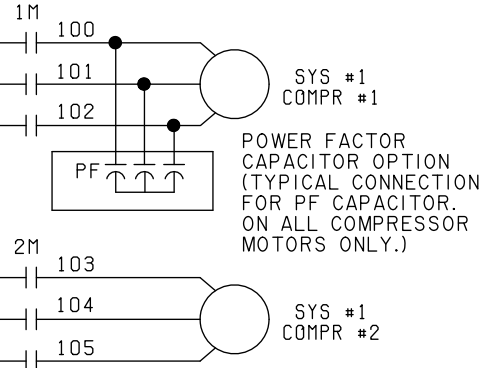 1M
100
101
102
SYS #1
COMPR #1
PF
POWER FACTOR
CAPACITOR OPTION
(TYPICAL CONNECTION
FOR PF CAPACITOR.
ON ALL COMPRESSOR
MOTORS ONLY.)
2M
103
104
105
SYS #1
COMPR #2